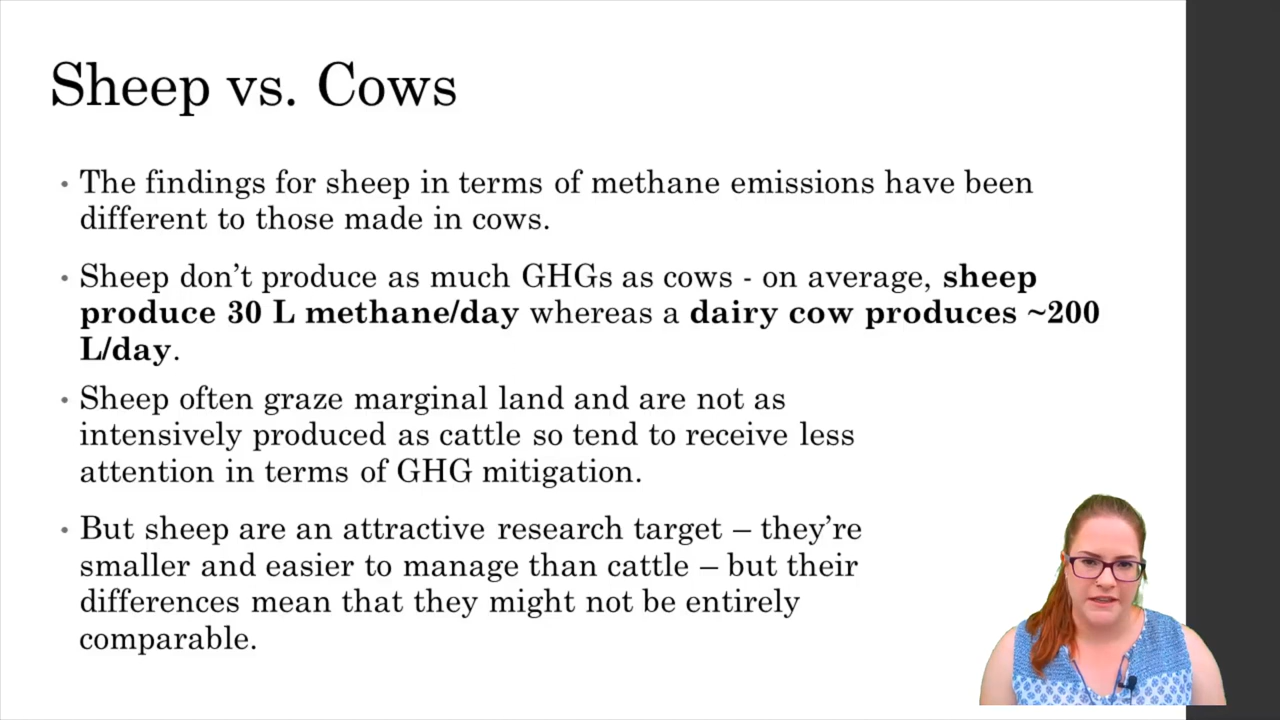 Sheep vs. Cows
• The findings for sheep in terms of methane emissions have been
different to those made in cows.
• Sheep don’t produce as much GHGs as cows - on average, sheep
produce 30 L methane/day whereas a dairy cow produces ~200
L/day.
• Sheep often graze marginal land and are not as
intensively produced as cattle so tend to receive less
attention in terms of GHG mitigation.
• But sheep are an attractive research target – they’re
smaller and easier to manage than cattle – but their
differences mean that they might not be entirely
comparable.